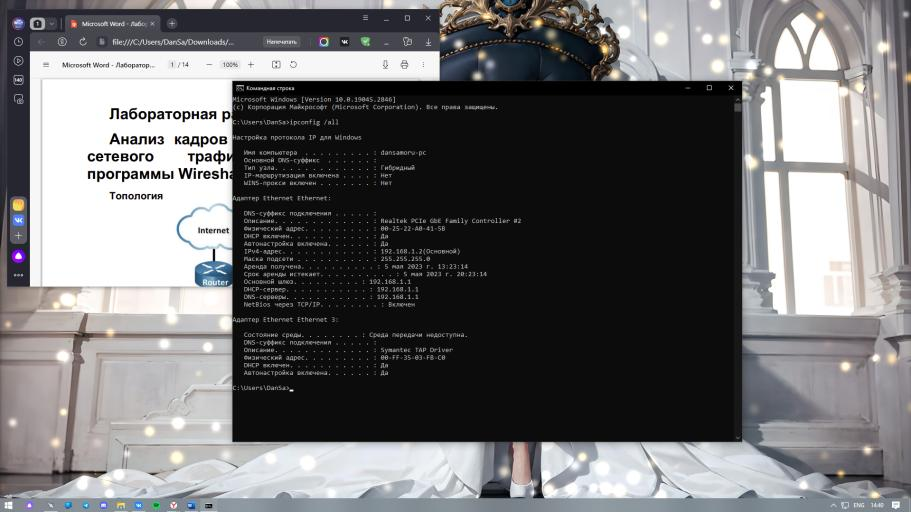 1
Microsoft Word - Лабор
file:///C:/Users/DanSa/Downloads/...
Напечатать
Microsoft Word - Лаборатор...
1 / 14
100%
140
Лабораторная р
Анализ кадров
сетевого трафи
программы Wiresha
Топология
Internet
Router
Командная строка
Microsoft Windows [Version 10.0.19045.2846]
(c) Корпорация Майкрософт (Microsoft Corporation). Все права защищены.
C:\Users\DanSa>ipconfig /all
Настройка протокола IP для Windows
Имя компьютера . . . . . . . . . : dansamoru-pc
Основной DNS-суффикс . . . . . . :
Тип узла. . . . . . . . . . . . . : Гибридный
IP-маршрутизация включена . . . . : Нет
WINS-прокси включен . . . . . . . : Нет
Адаптер Ethernet Ethernet:
DNS-суффикс подключения . . . . . :
Описание. . . . . . . . . . . . . : Realtek PCIe GbE Family Controller #2
Физический адрес. . . . . . . . . : 00-25-22-A0-41-5B
DHCP включен. . . . . . . . . . . : Да
Автонастройка включена. . . . . . : Да
IPv4-адрес. . . . . . . . . . . . : 192.168.1.2(Основной)
Маска подсети . . . . . . . . . . : 255.255.255.0
Аренда получена. . . . . . . . . . : 5 мая 2023 г. 13:23:14
Срок аренды истекает. . . . . . . . . . : 5 мая 2023 г. 20:23:14
Основной шлюз. . . . . . . . . : 192.168.1.1
DHCP-сервер. . . . . . . . . . : 192.168.1.1
DNS-серверы. . . . . . . . . . : 192.168.1.1
NetBios через TCP/IP. . . . . . . . : Включен
Адаптер Ethernet Ethernet 3:
Состояние среды. . . . . . . . : Среда передачи недоступна.
DNS-суффикс подключения . . . . . :
Описание. . . . . . . . . . . . . : Symantec TAP Driver
Физический адрес. . . . . . . . . : 00-FF-35-03-FB-C0
DHCP включен. . . . . . . . . . . : Да
Автонастройка включена. . . . . . : Да
C:\Users\DanSa>
ENG 14:40